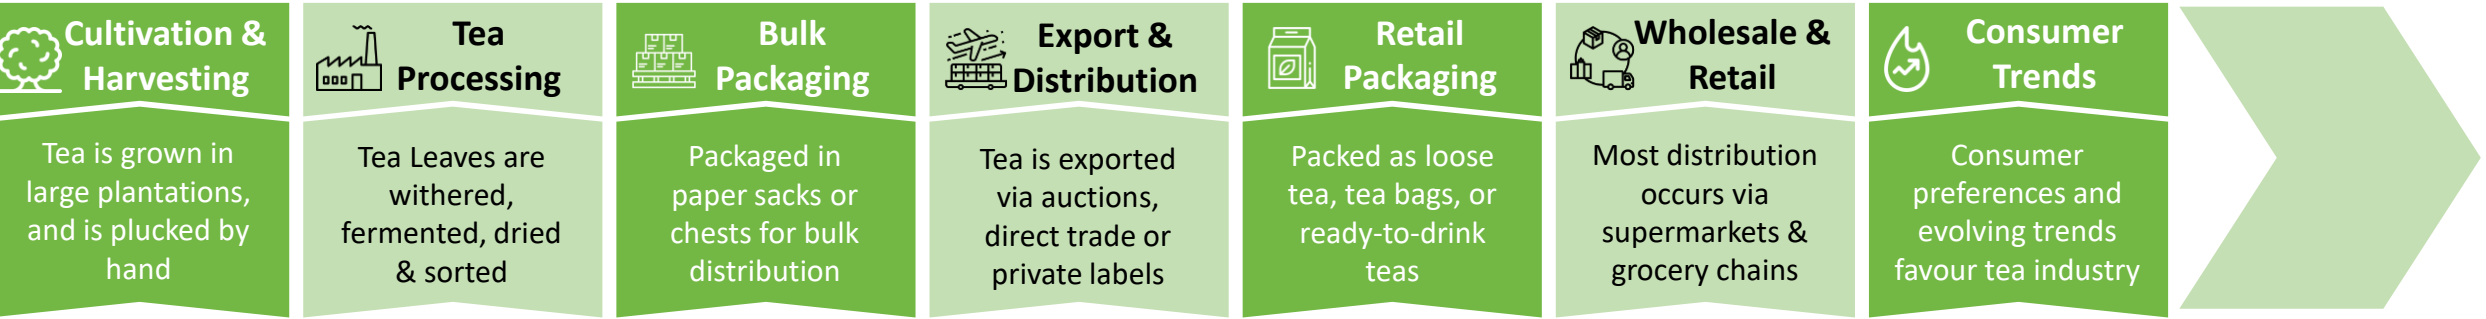 Cultivation &
Harvesting
Tea is grown in
large plantations,
and is plucked by
hand
Tea
Processing
Tea Leaves are
withered,
fermented, dried
& sorted
Bulk
Packaging
Packaged in
paper sacks or
chests for bulk
distribution
Export &
Distribution
Tea is exported
via auctions,
direct trade or
private labels
Retail
Packaging
Packed as loose
tea, tea bags, or
ready-to-drink
teas
Wholesale &
Retail
Most distribution
occurs via
supermarkets &
grocery chains
Consumer
Trends
Consumer
preferences and
evolving trends
favour tea industry